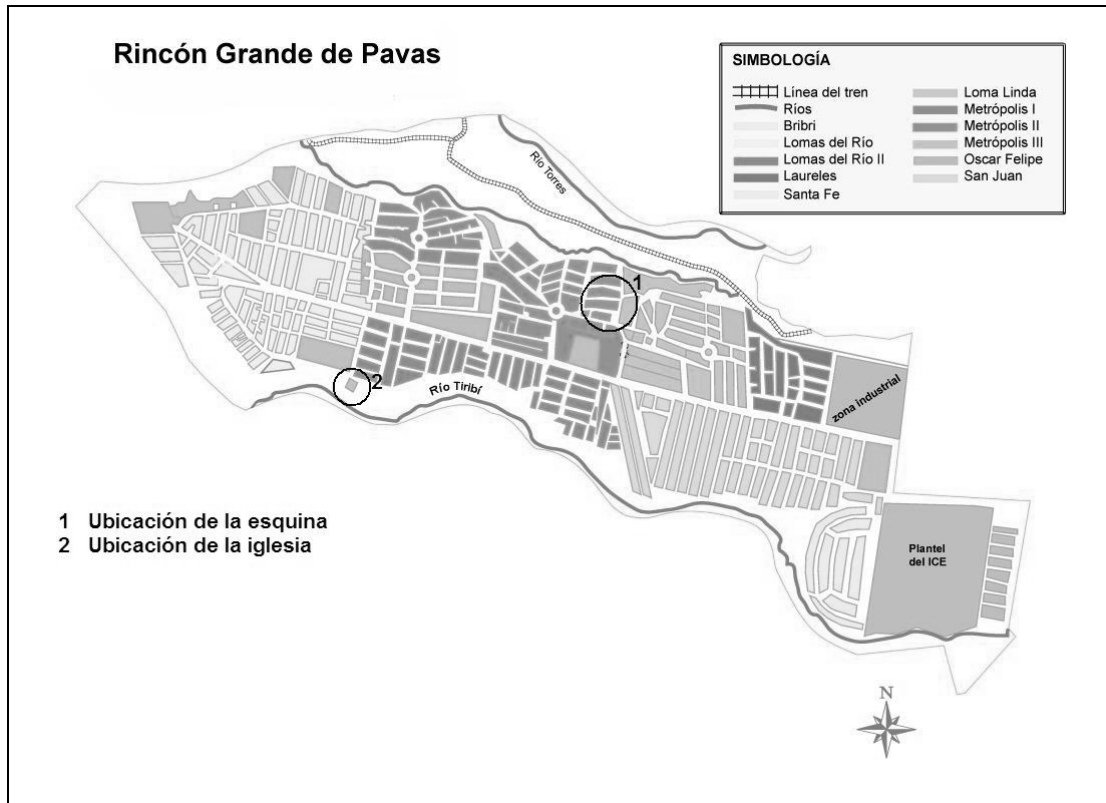 Rincón Grande de Pavas
SIMBOLOGÍA
Línea del tren
Ríos
Bribri
Lomas del Río
Lomas del Río II
Laureles
Santa Fe
Loma Linda
Metrópolis I
Metrópolis II
Metrópolis III
Oscar Felipe
San Juan
Río Torres
1
2
Río Tiribí
zona industrial
1 Ubicación de la esquina
2 Ubicación de la iglesia
Plantel
del ICE
N